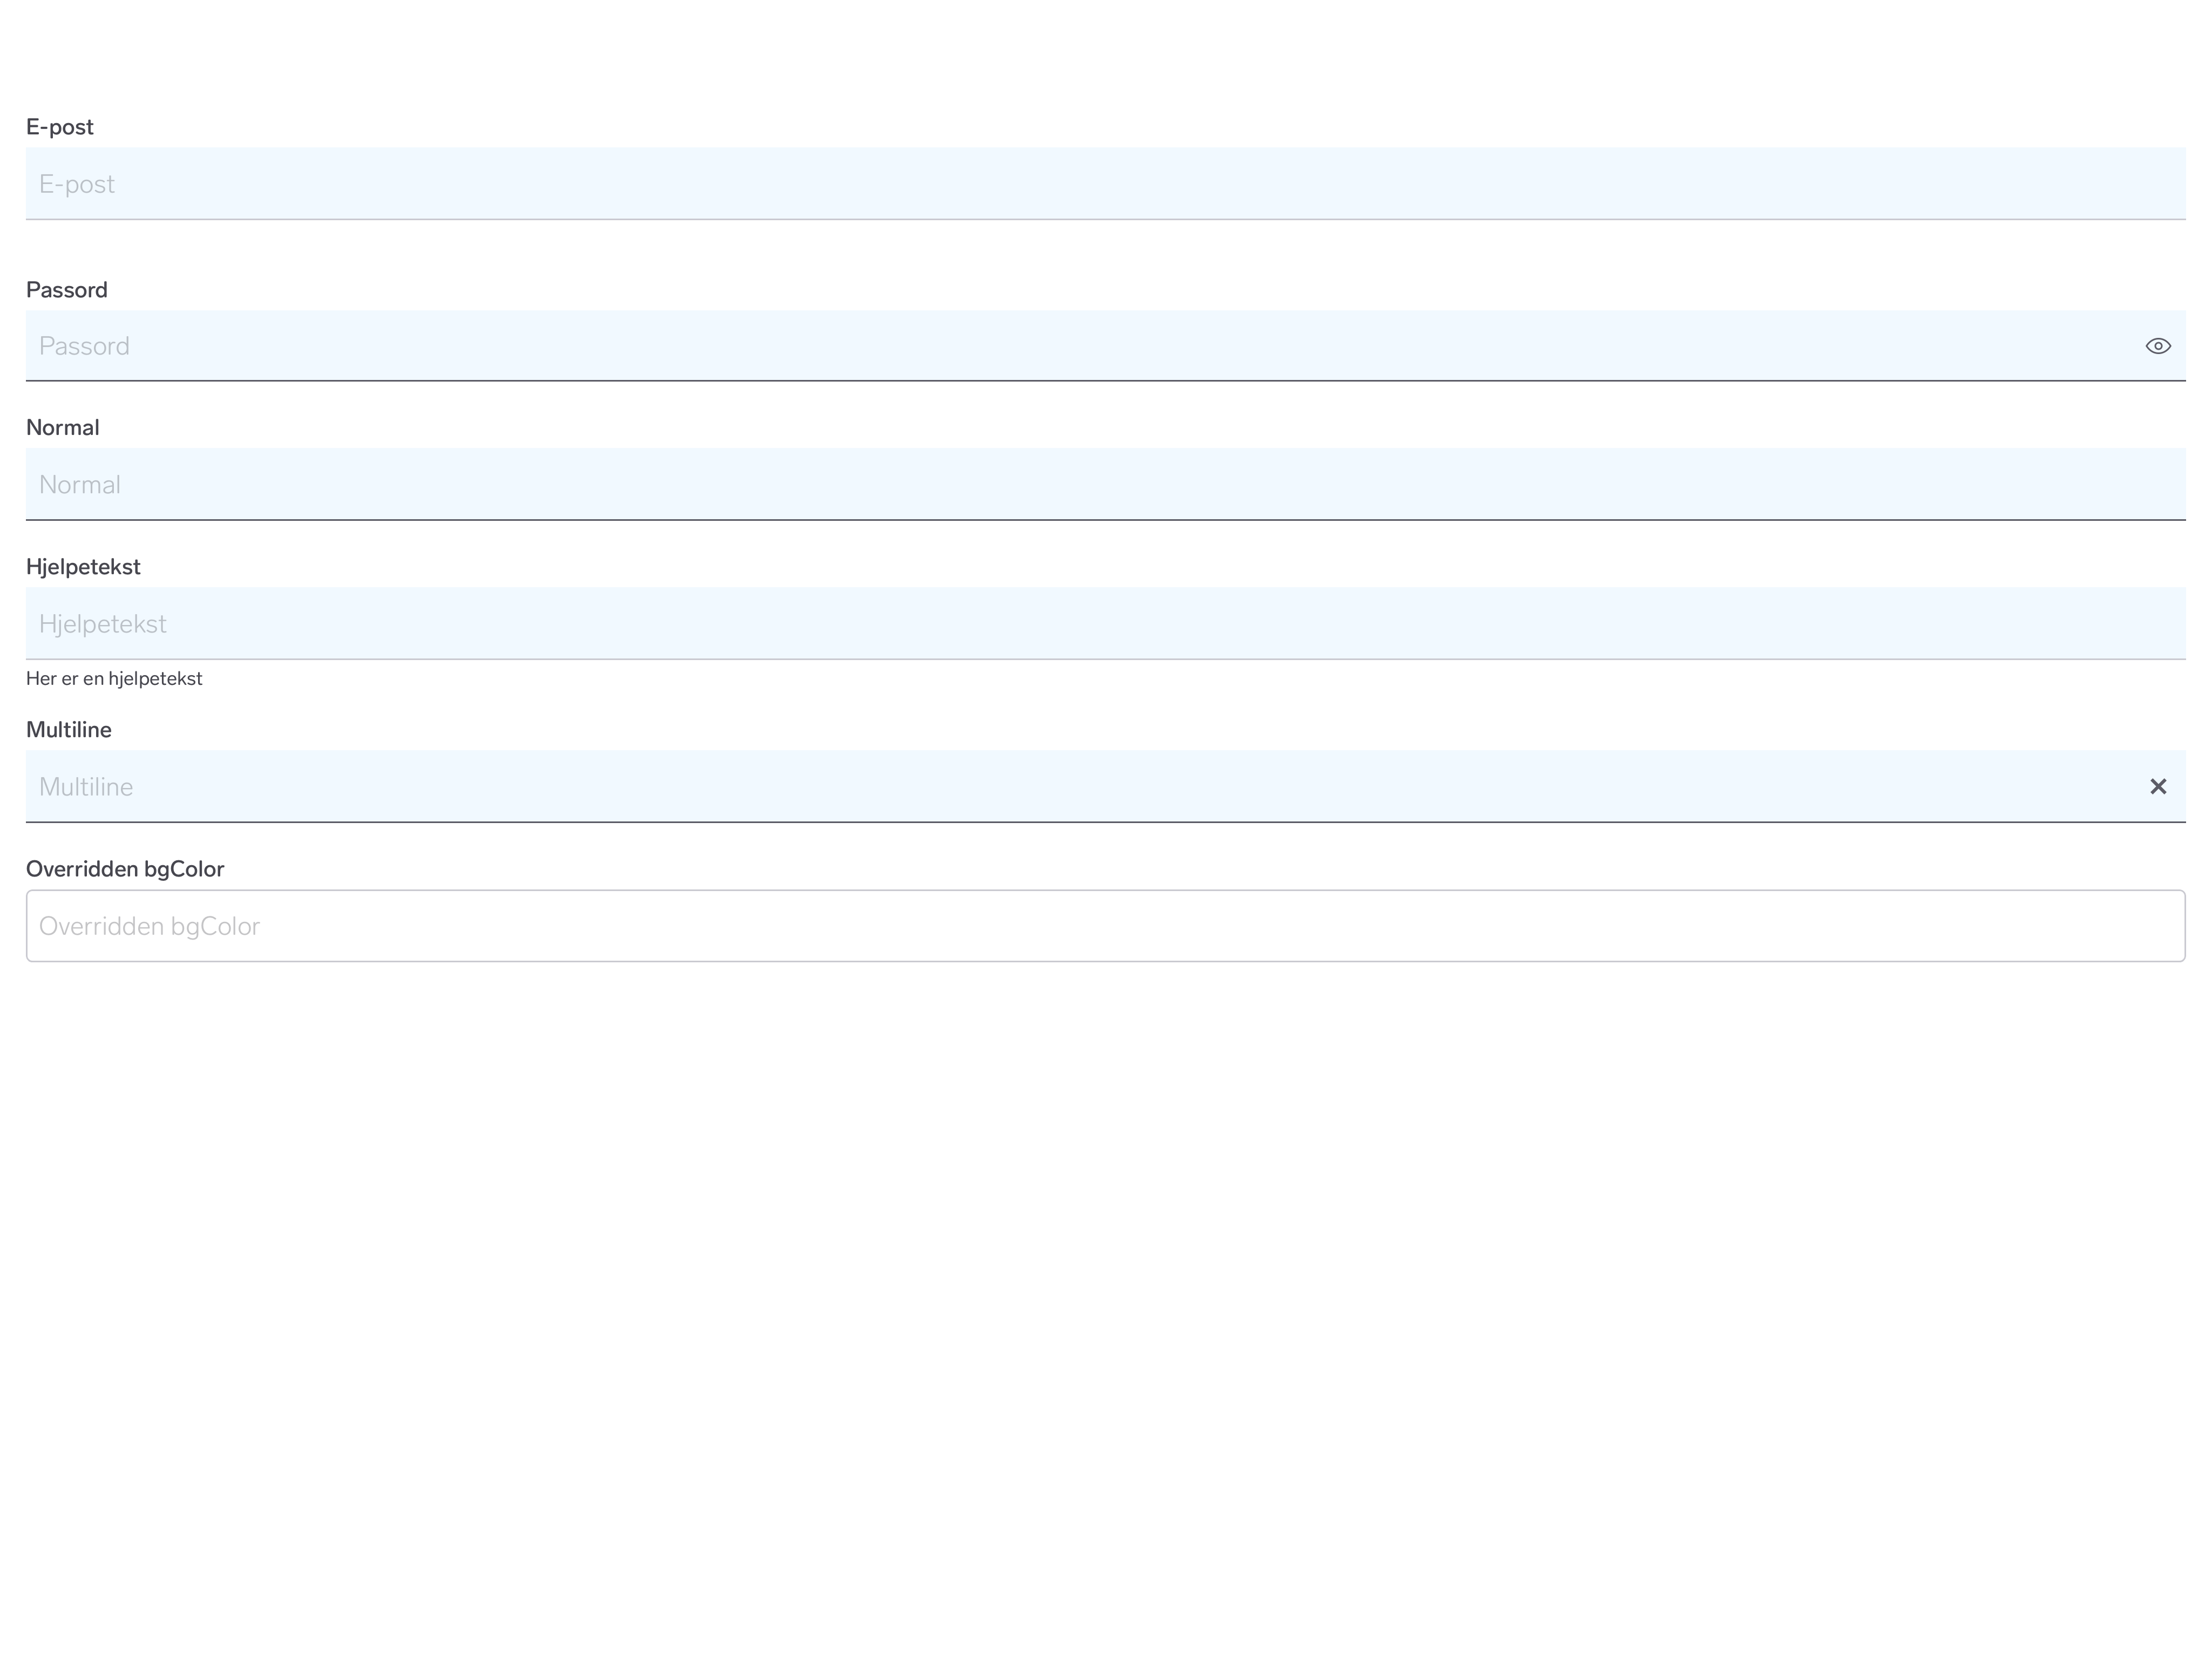 E-post
E-post
Passord
Passord
Normal
Normal
Hjelpetekst
Hjelpetekst
Her er en hjelpetekst
Multiline
Multiline
Overridden bgColor
Overridden bgColor